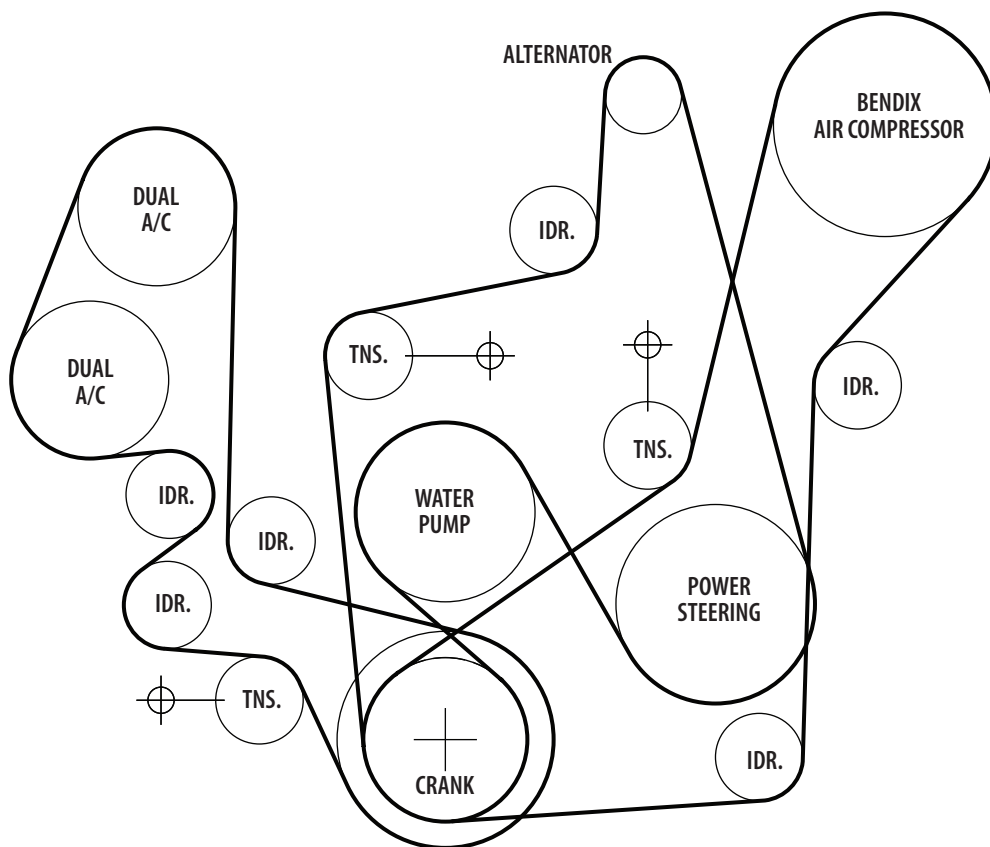 ALTERNATOR
BENDIX
AIR COMPRESSOR
DUAL
A/C
IDR.
TNS.
DUAL
A/C
IDR.
TNS.
IDR.
WATER
PUMP
IDR.
POWER
STEERING
IDR.
TNS.
IDR.
CRANK